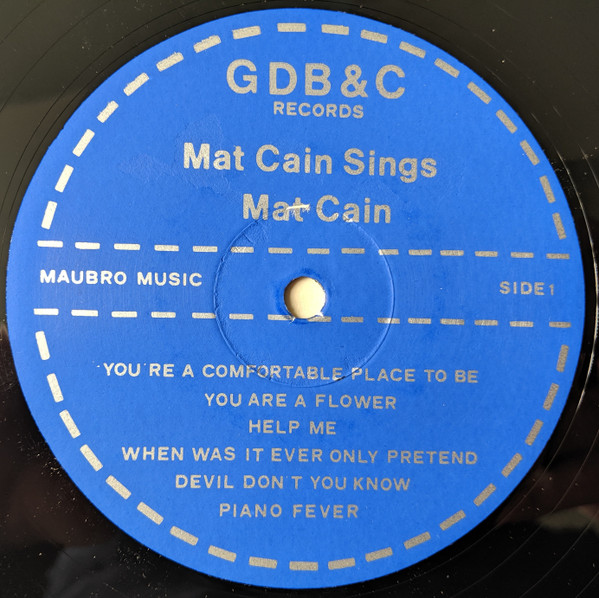 GDB&C
RECORDS
Mat Cain Sings
Mat Cain
MAUBRO MUSIC
SIDE 1
YOU'RE A COMFORTABLE PLACE TO BE
YOU ARE A FLOWER
HELP ME
WHEN WAS IT EVER ONLY PRETEND
DEVIL DON'T YOU KNOW
PIANO FEVER